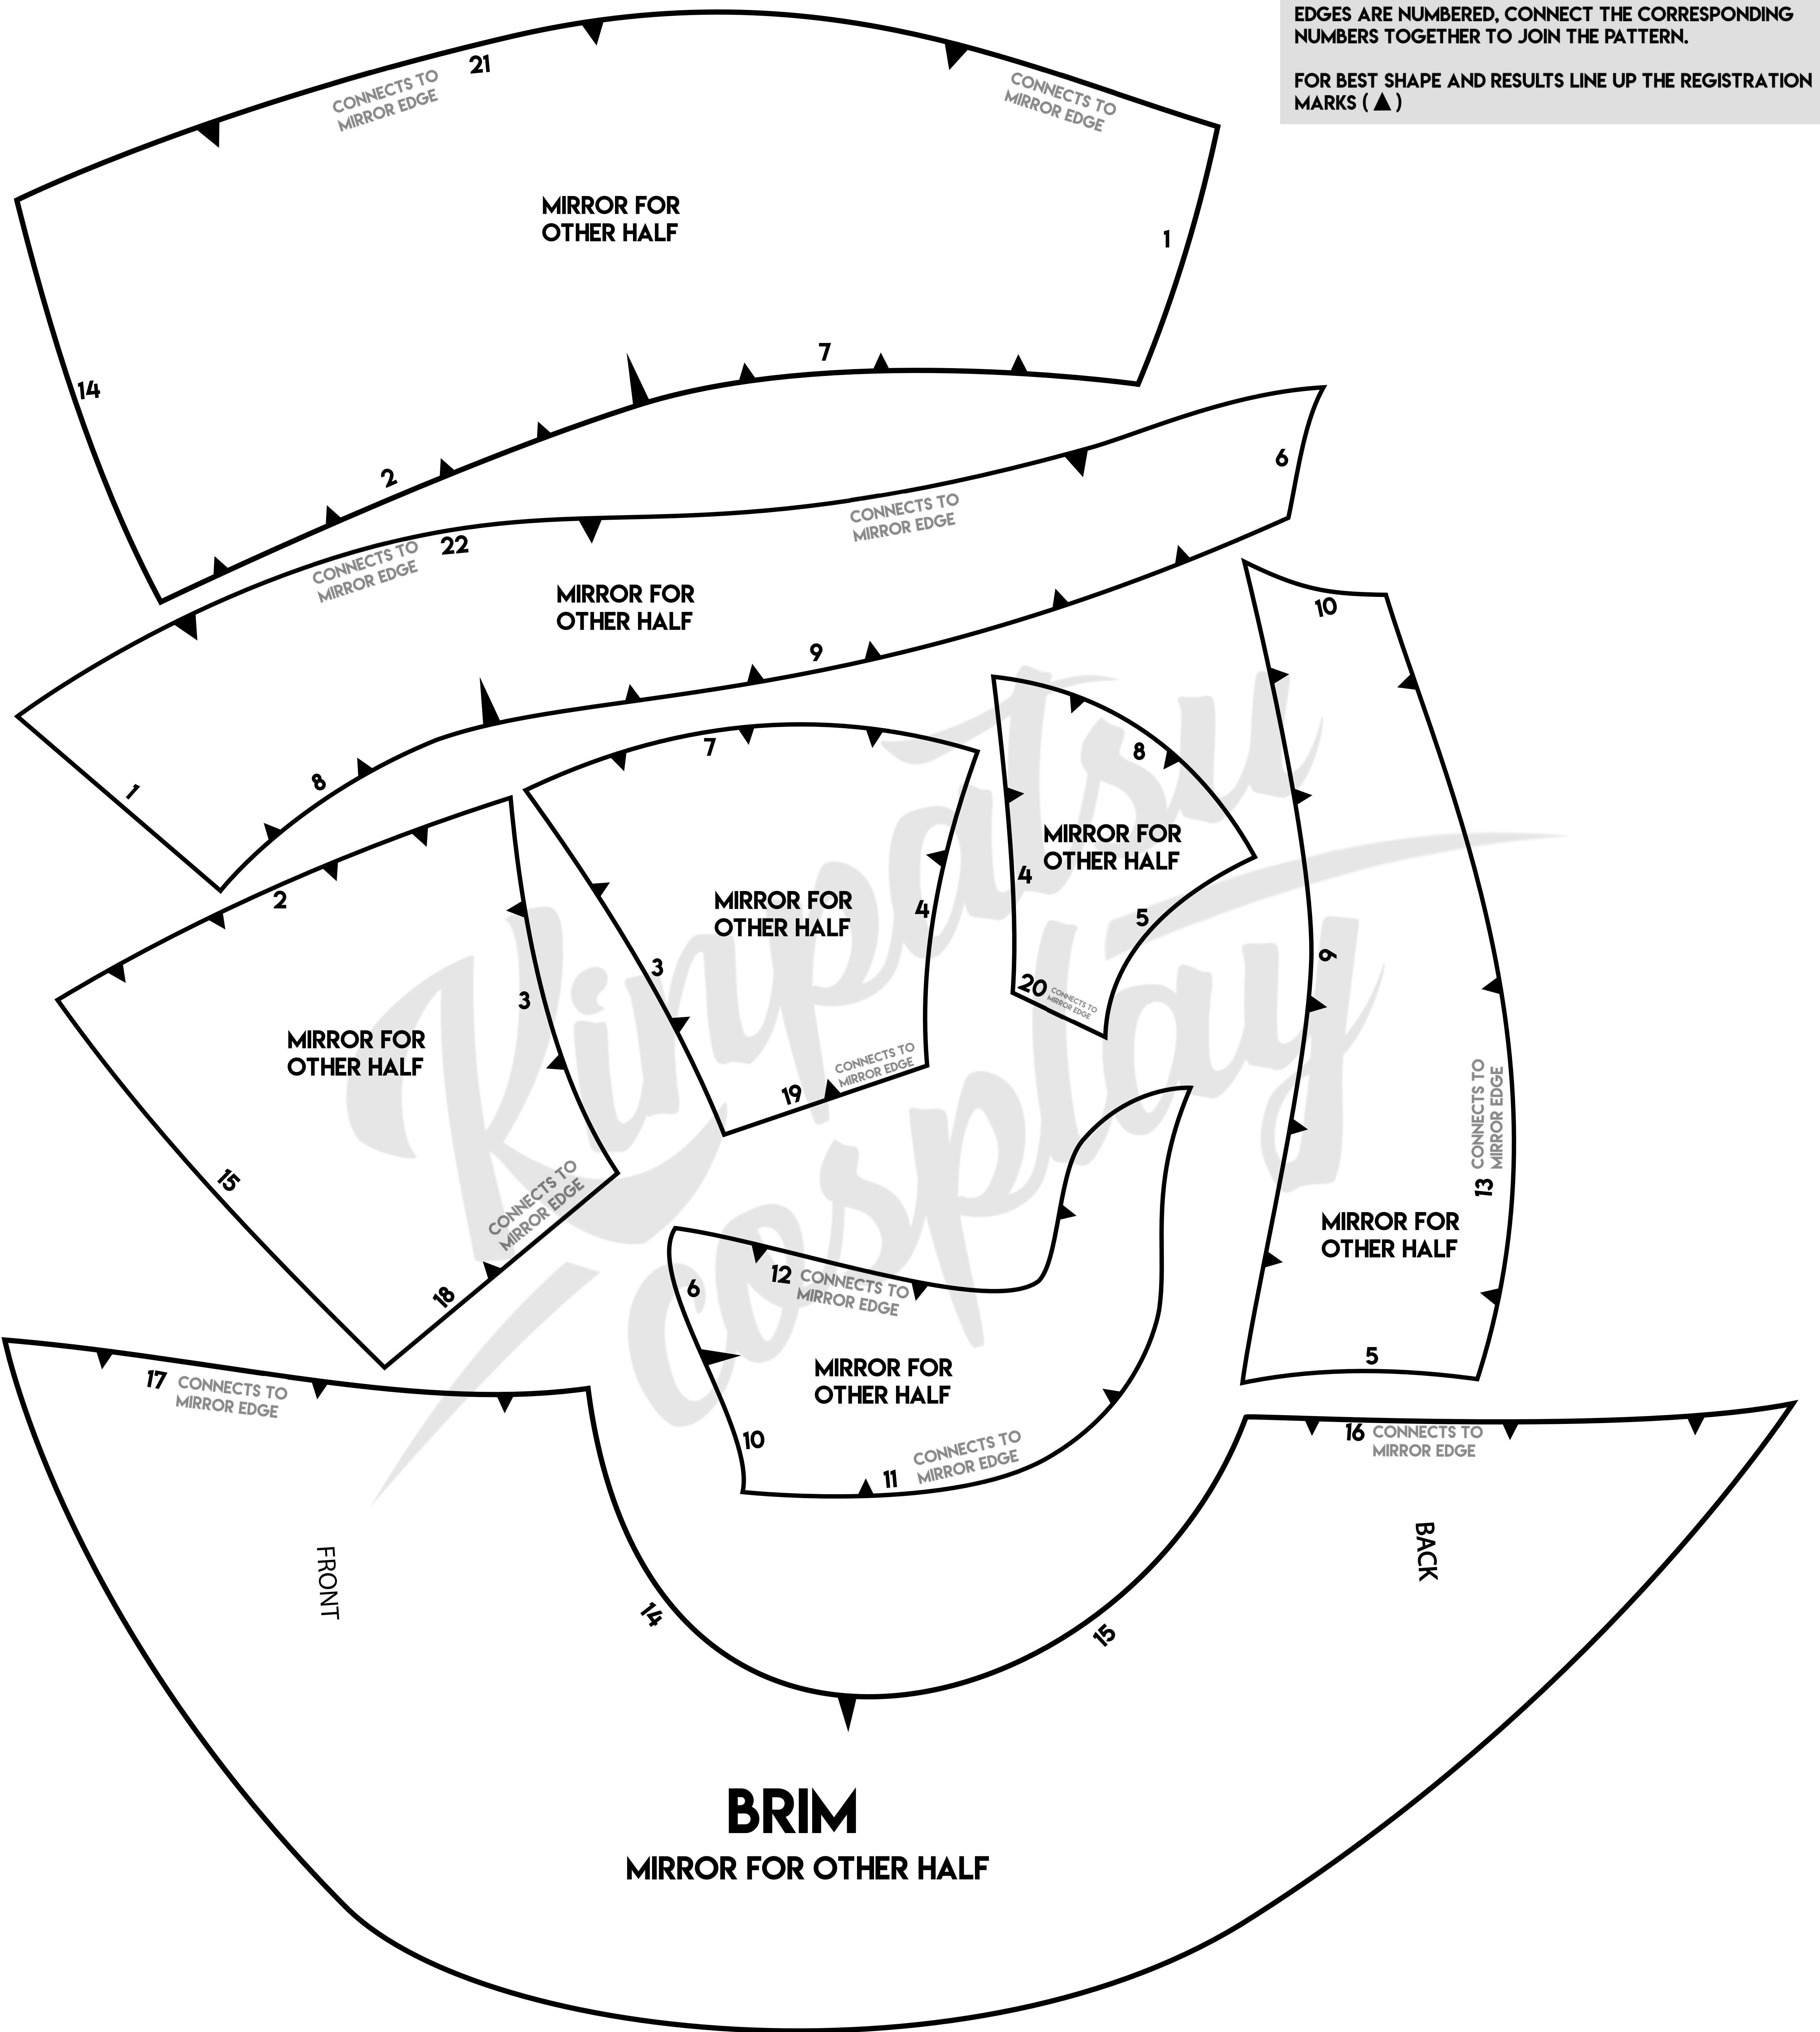 EDGES ARE NUMBERED, CONNECT THE CORRESPONDING
NUMBERS TOGETHER TO JOIN THE PATTERN.
FOR BEST SHAPE AND RESULTS LINE UP THE REGISTRATION
MARKS (▲)
21
CONNECTS TO
MIRROR EDGE
CONNECTS TO
MIRROR EDGE
MIRROR FOR
OTHER HALF
1
14
7
2
6
CONNECTS TO
MIRROR EDGE
22
CONNECTS TO
MIRROR EDGE
MIRROR FOR
OTHER HALF
9
1
8
10
9
13
CONNECTS TO
MIRROR EDGE
MIRROR FOR
OTHER HALF
5
8
MIRROR FOR
OTHER HALF
4
5
20
CONNECTS TO
MIRROR EDGE
7
MIRROR FOR
OTHER HALF
4
3
19
CONNECTS TO
MIRROR EDGE
2
3
MIRROR FOR
OTHER HALF
15
CONNECTS TO
MIRROR EDGE
18
6
12
CONNECTS TO
MIRROR EDGE
MIRROR FOR
OTHER HALF
10
11
CONNECTS TO
MIRROR EDGE
17
CONNECTS TO
MIRROR EDGE
16
CONNECTS TO
MIRROR EDGE
FRONT
BACK
14
15
BRIM
MIRROR FOR OTHER HALF
Kinpatsu
Cosplay